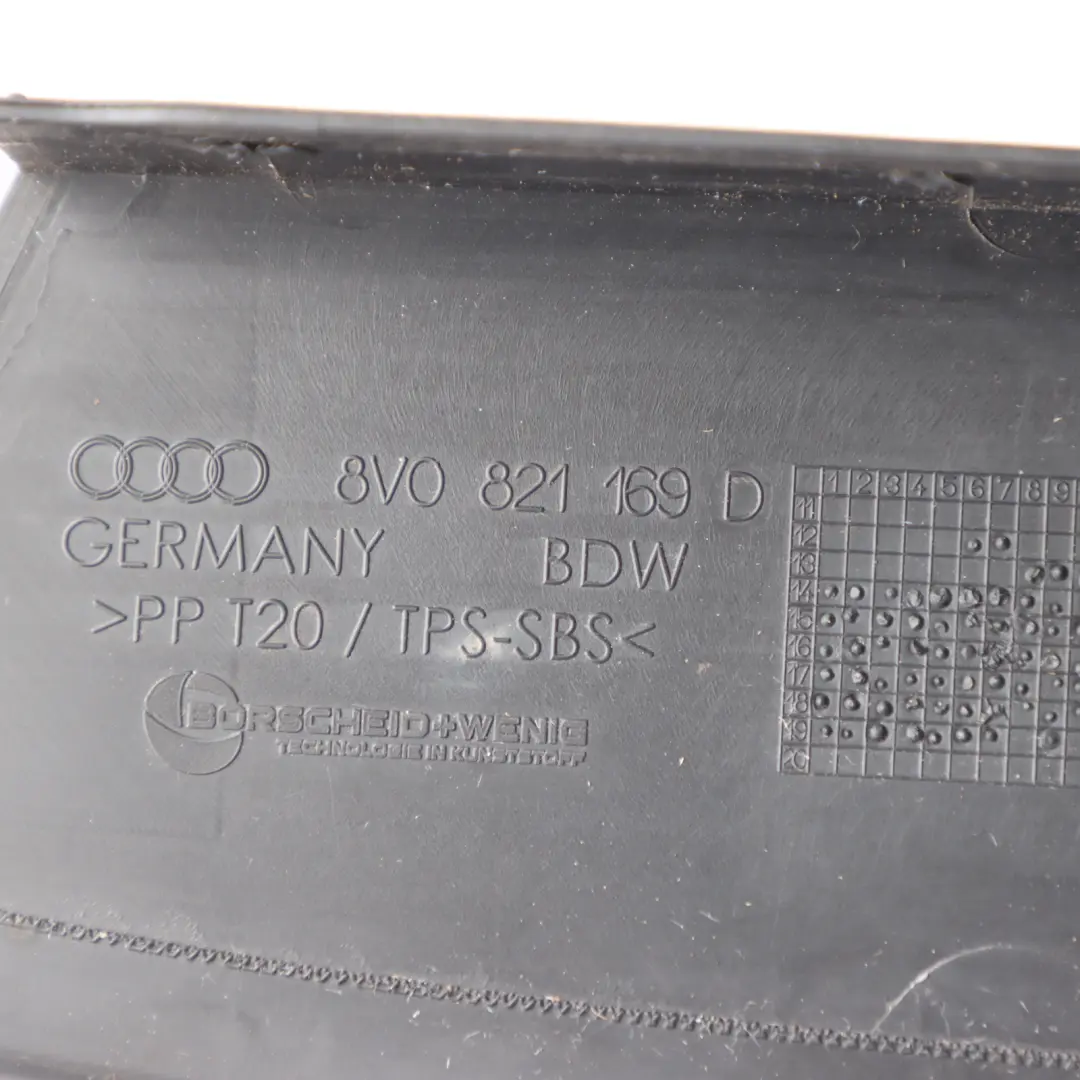 8V0 821 169 D
GERMANY BDW
>PP T20 / TPS-SBS<
BORSCHEID+WENIG
TECHNOLOGIE IN KUNSTSTOFF
1 2 3 4 5 6 7 8 9
11
12
13
14
15
16
17
18
19
20